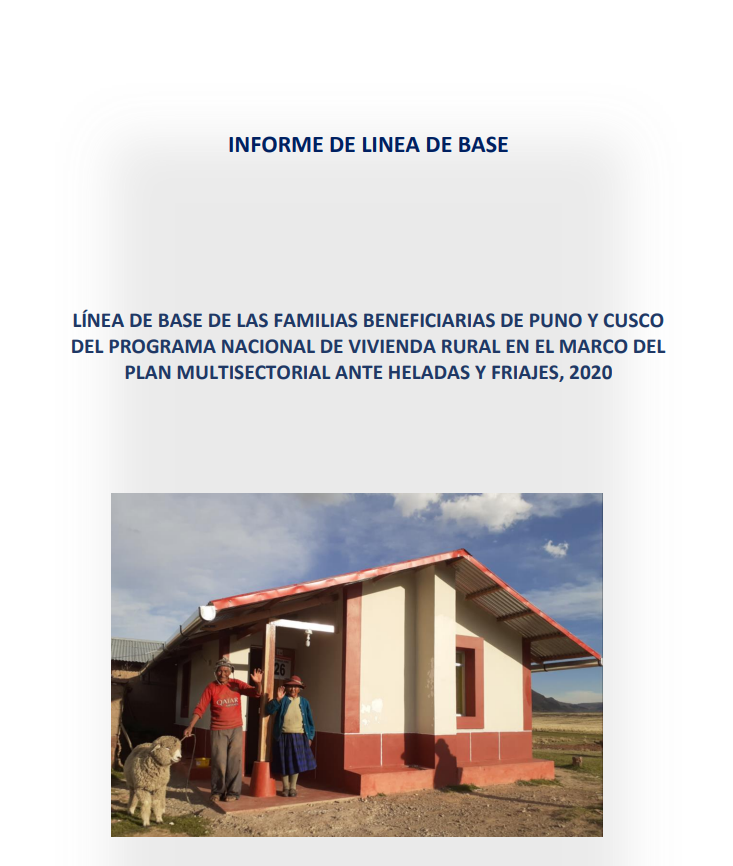 INFORME DE LINEA DE BASE
LÍNEA DE BASE DE LAS FAMILIAS BENEFICIARIAS DE PUNO Y CUSCO
DEL PROGRAMA NACIONAL DE VIVIENDA RURAL EN EL MARCO DEL
PLAN MULTISECTORIAL ANTE HELADAS Y FRIAJES, 2020
26
QATAR